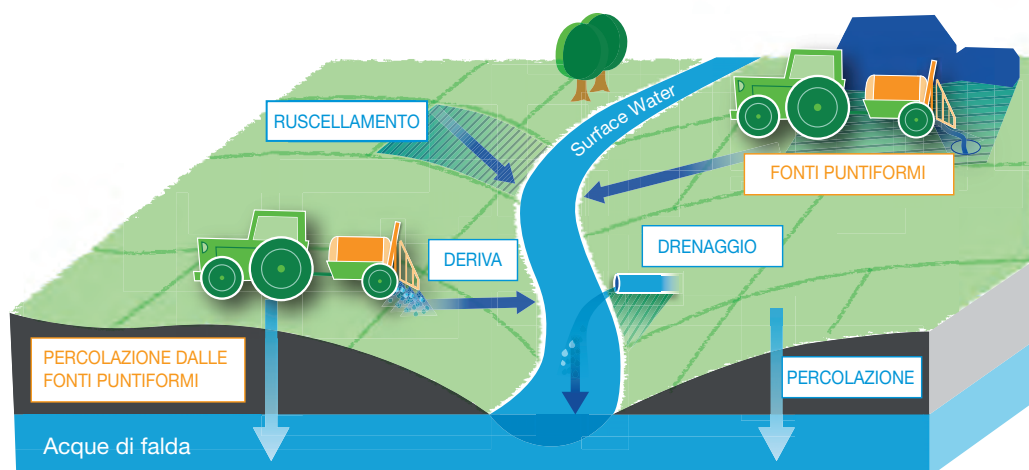 Surface Water
RUSCELLAMENTO
FONTI PUNTIFORMI
DERIVA
DRENAGGIO
PERCOLAZIONE DALLE
FONTI PUNTIFORMI
PERCOLAZIONE
Acque di falda